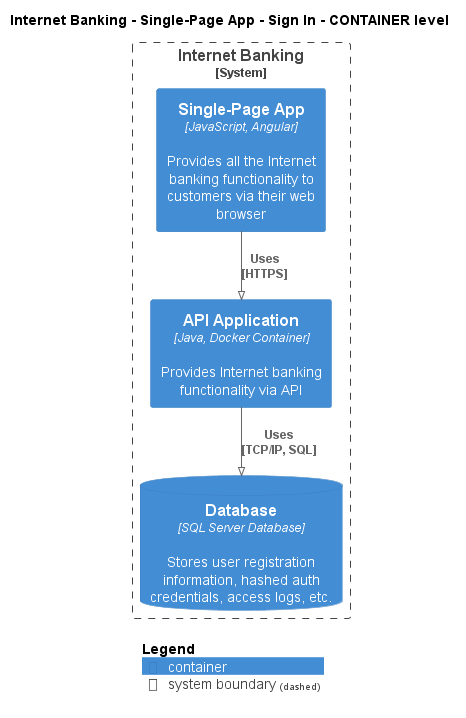 Internet Banking - Single-Page App - Sign In - CONTAINER level
Internet Banking
[System]
Single-Page App
[JavaScript, Angular]
Provides all the Internet
banking functionality to
customers via their web
browser
Uses
[HTTPS]
API Application
[Java, Docker Container]
Provides Internet banking
functionality via API
Uses
[TCP/IP, SQL]
Database
[SQL Server Database]
Stores user registration
information, hashed auth
credentials, access logs, etc.
Legend
container
system boundary (dashed)